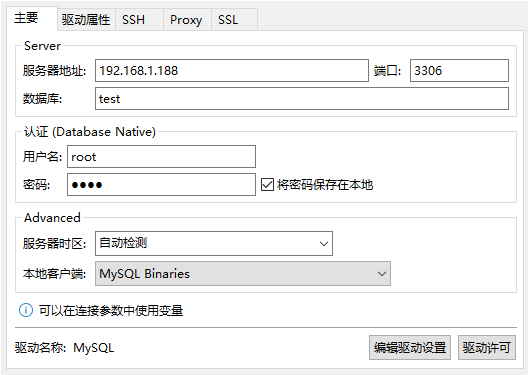 主要 驱动属性 SSH Proxy SSL
Server
服务器地址: 192.168.1.188 端口: 3306
数据库: test
认证 (Database Native)
用户名: root
密码: ●●●● 将密码保存在本地
Advanced
服务器时区: 自动检测
本地客户端: MySQL Binaries
可以在连接参数中使用变量
驱动名称: MySQL 编辑驱动设置 驱动许可